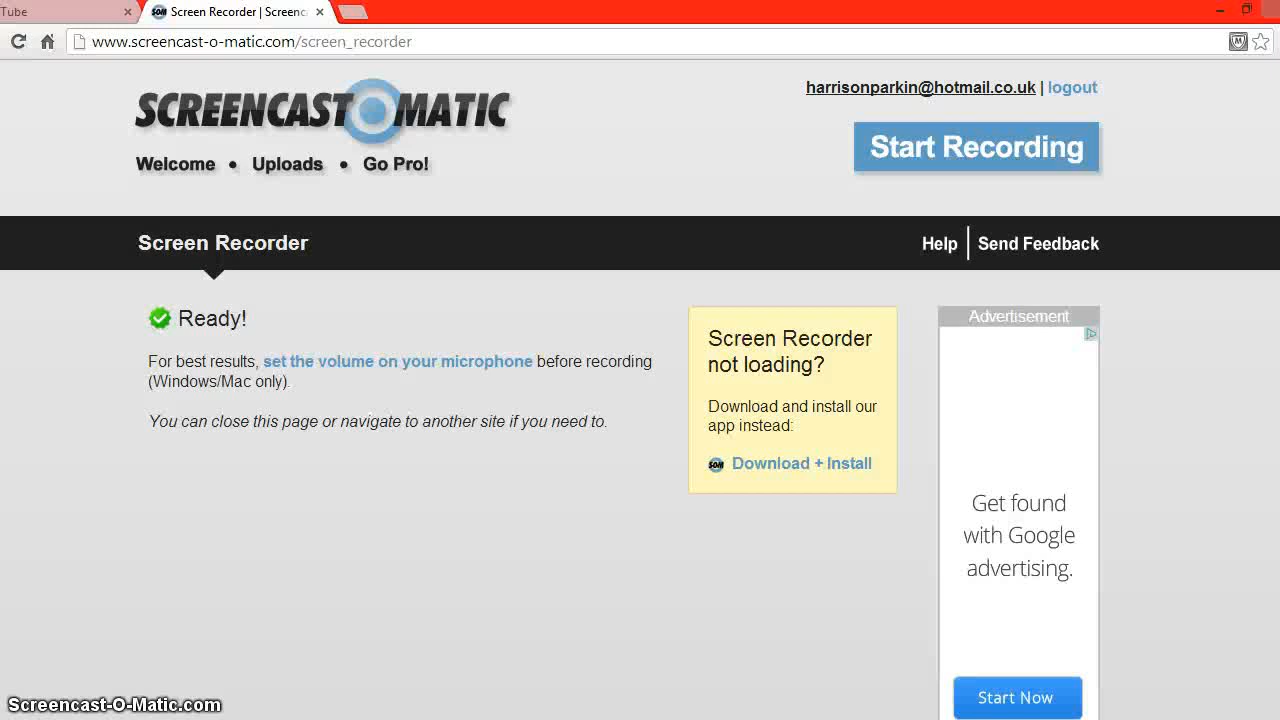 Tube
Screen Recorder | Screenc
www.screencast-o-matic.com/screen_recorder
SCREENCAST O MATIC
harrisonparkin@hotmail.co.uk | logout
Start Recording
Welcome • Uploads • Go Pro!
Screen Recorder
Help | Send Feedback
Ready!
For best results, set the volume on your microphone before recording
(Windows/Mac only).
You can close this page or navigate to another site if you need to.
Screen Recorder
not loading?
Download and install our
app instead:
SOM Download + Install
Advertisement
Get found
with Google
advertising.
Start Now
Screencast-O-Matic.com